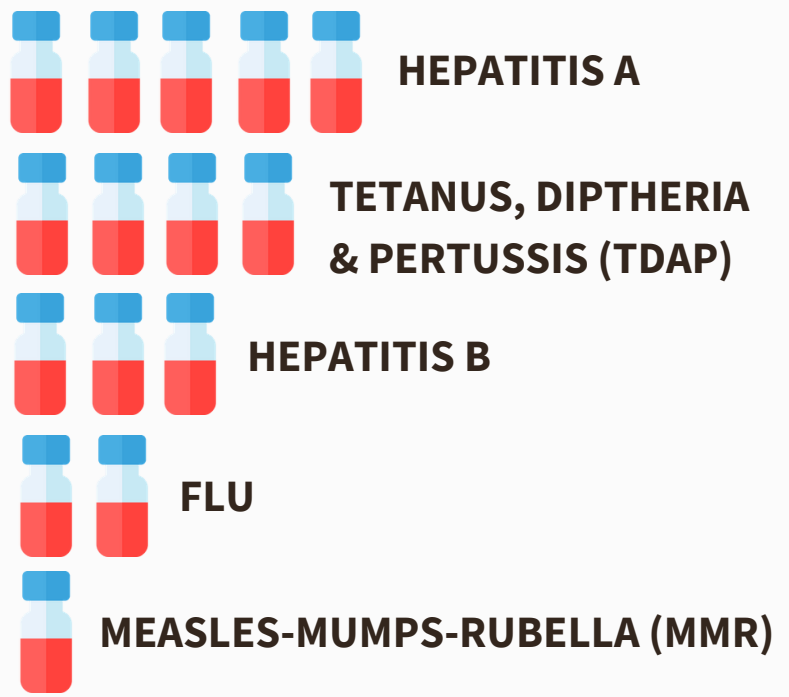 HEPATITIS A
TETANUS, DIPTHERIA
& PERTUSSIS (TDAP)
HEPATITIS B
FLU
MEASLES-MUMPS-RUBELLA (MMR)